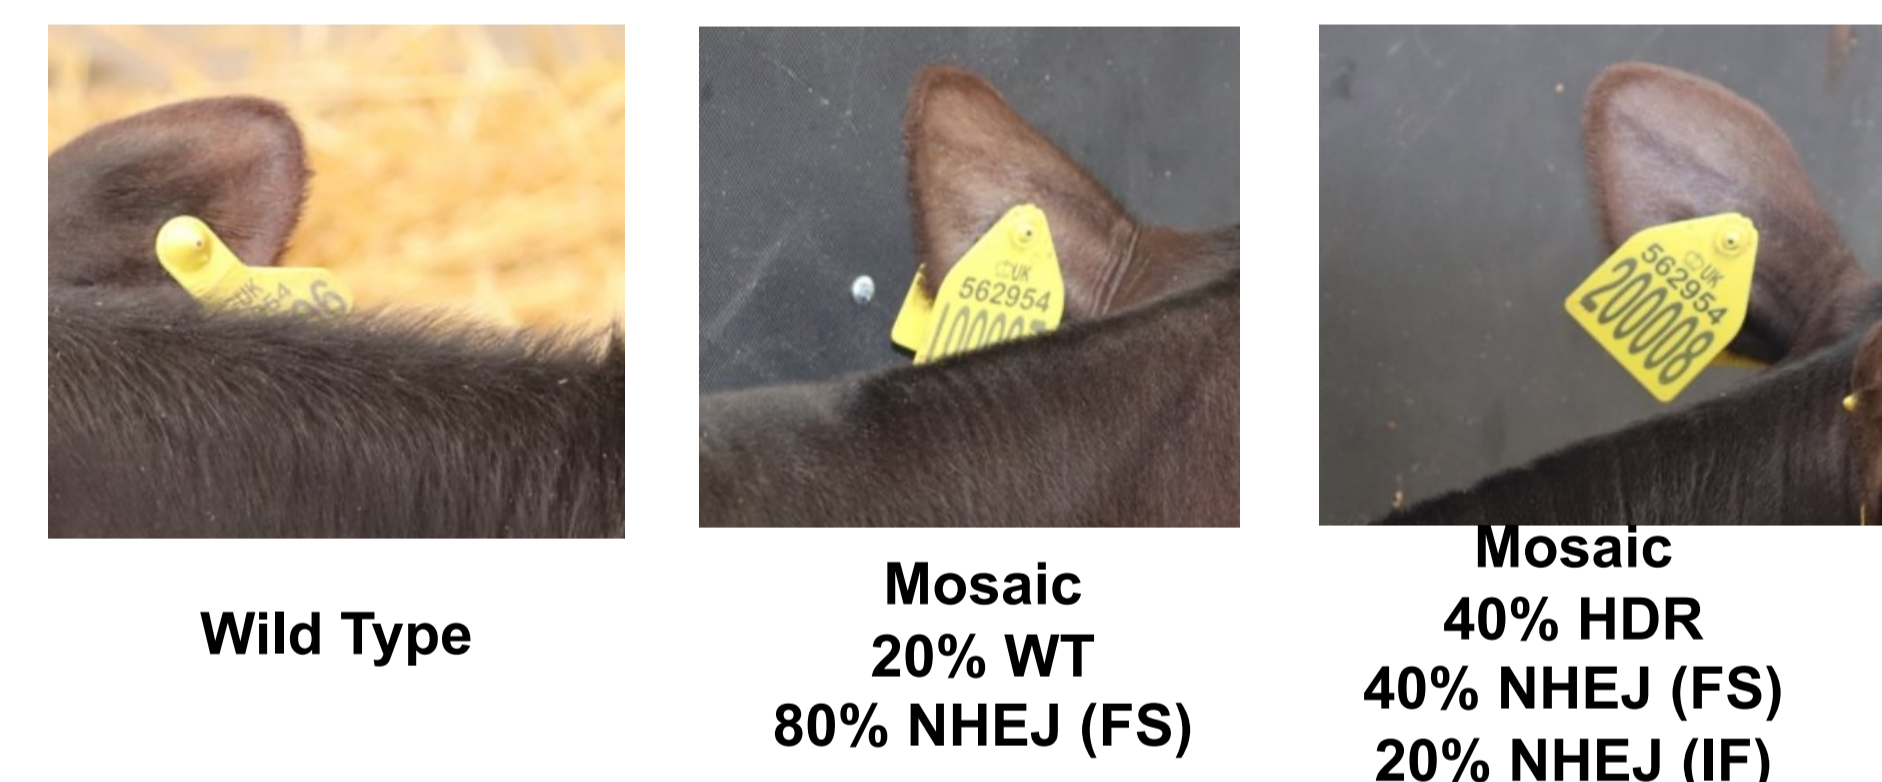 UK
Wild Type
UK
562954
Mosaic
20% WT
80% NHEJ (FS)
UK
562954
200008
Mosaic
40% HDR
40% NHEJ (FS)
20% NHEJ (IF)